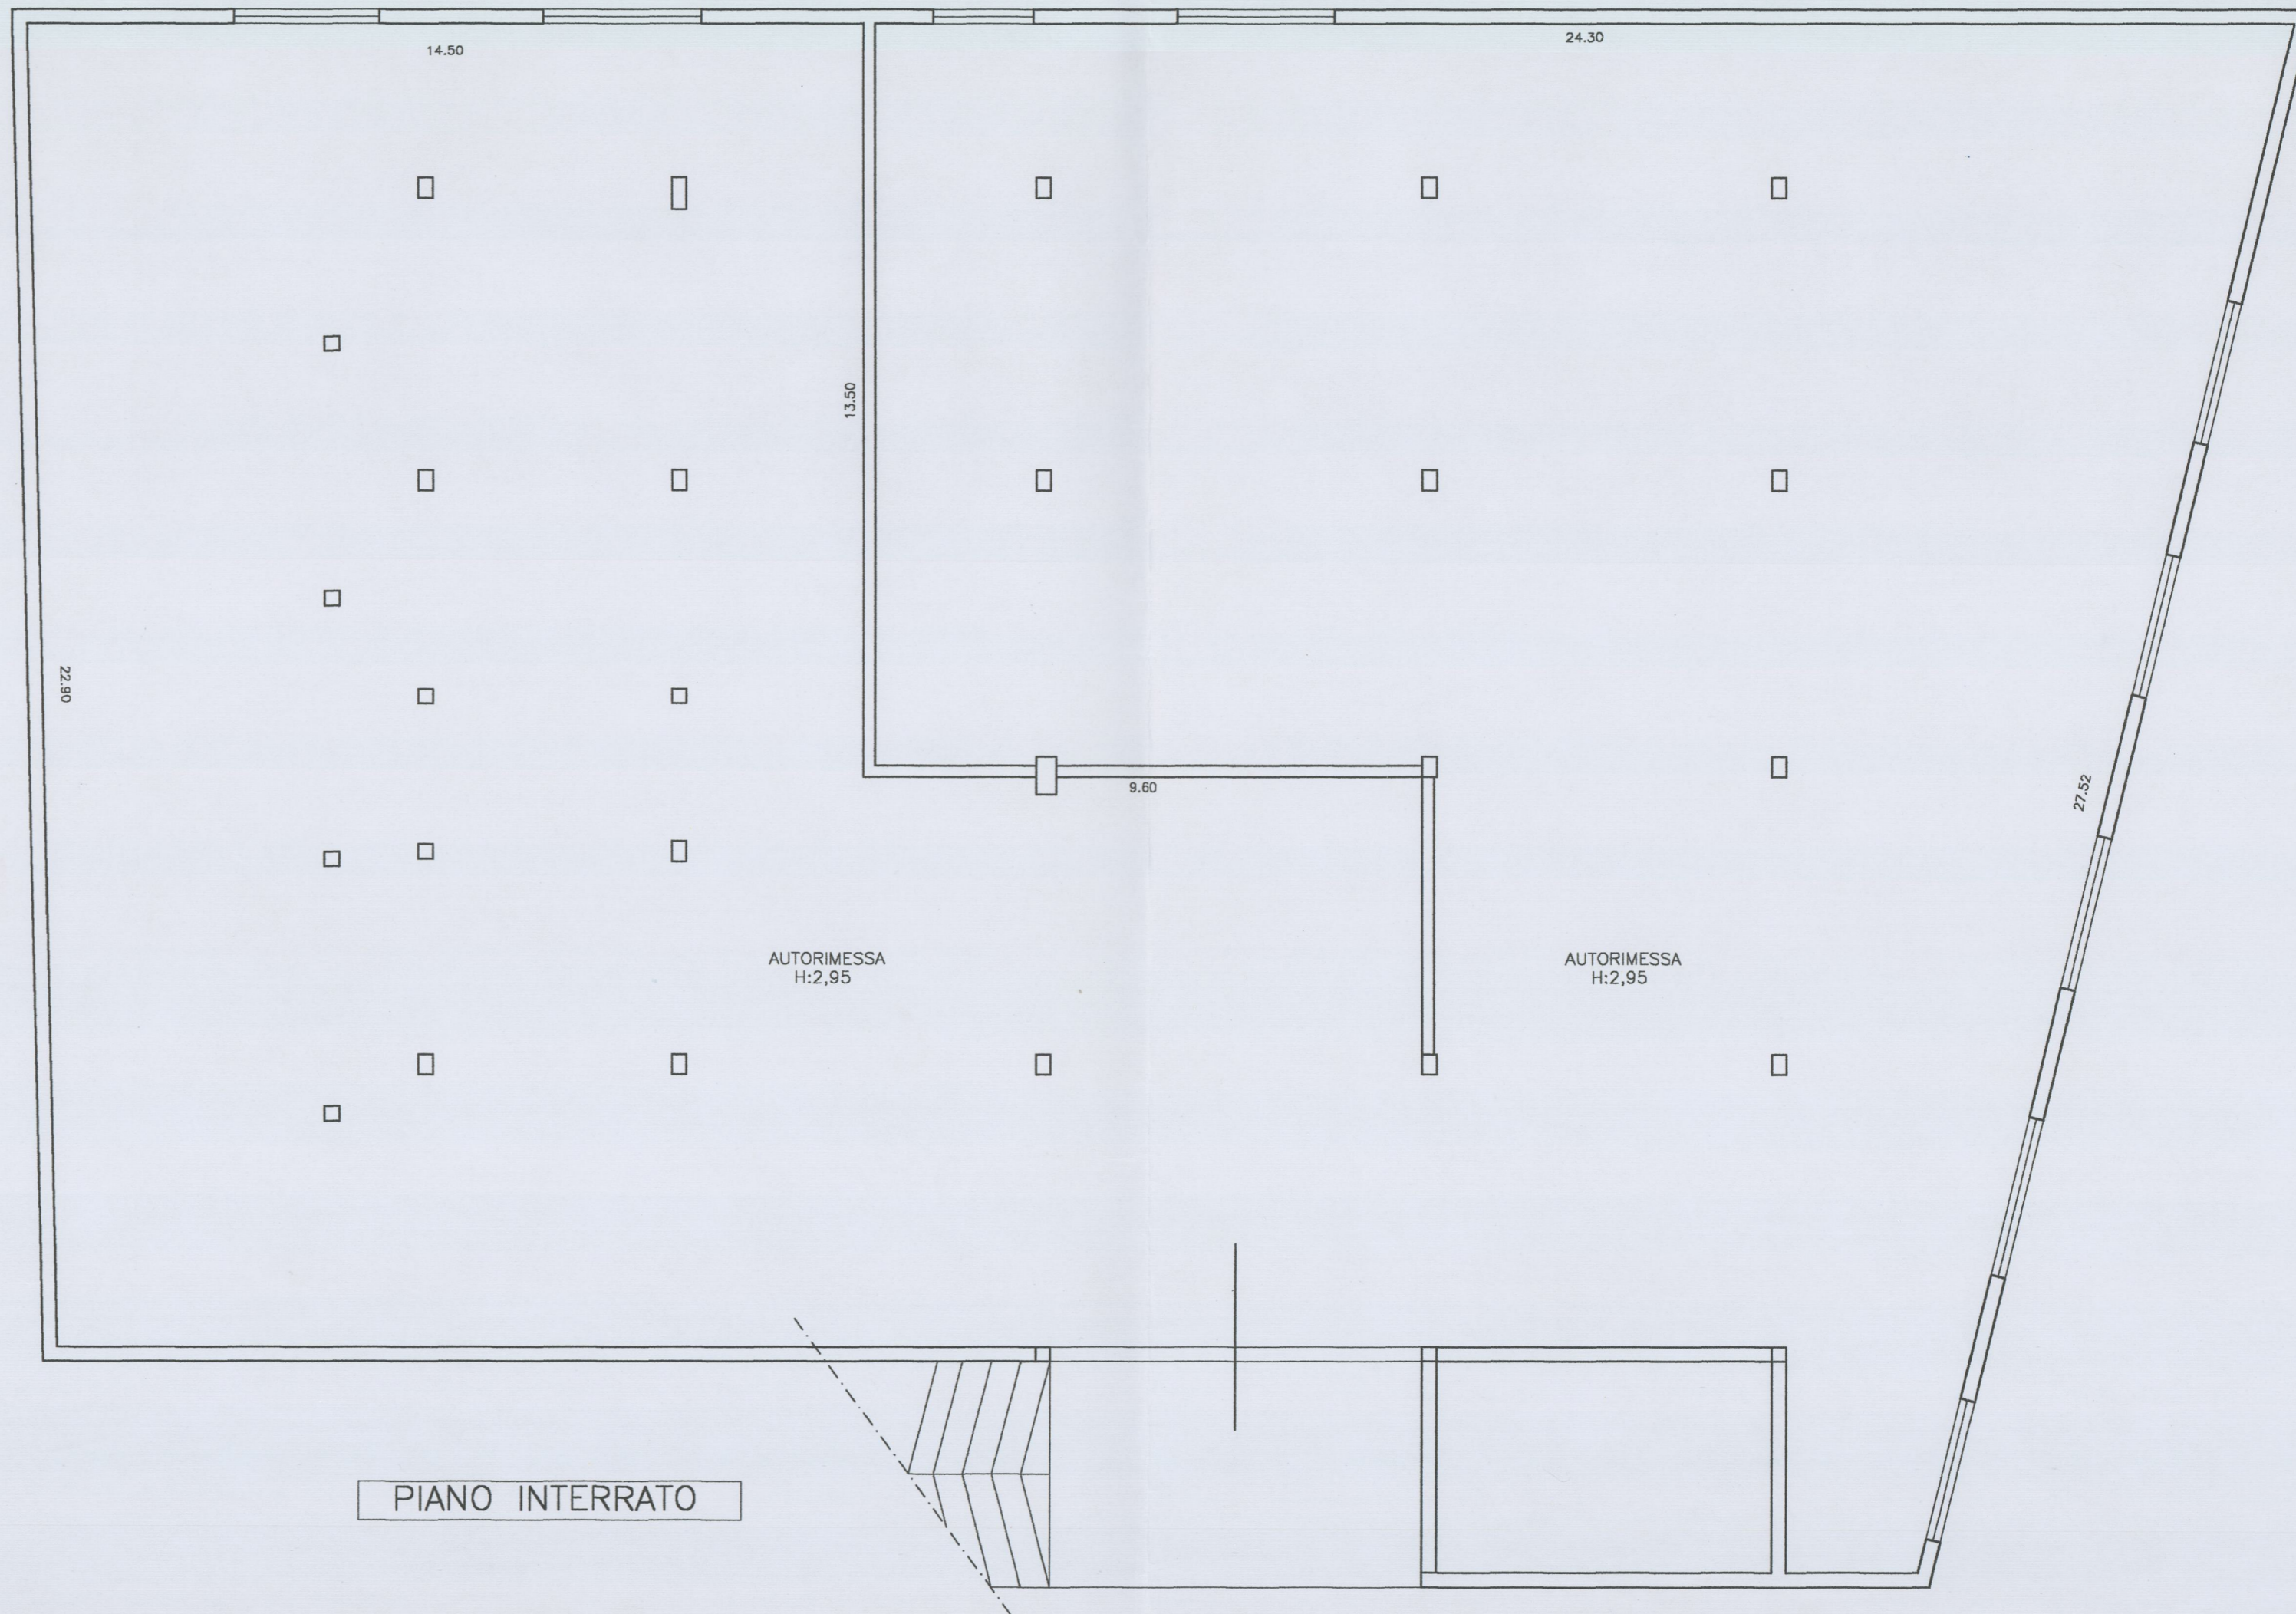 14.50
24.30
13.50
22.90
9.60
27.52
AUTORIMESSA
H:2,95
AUTORIMESSA
H:2,95
PIANO INTERRATO